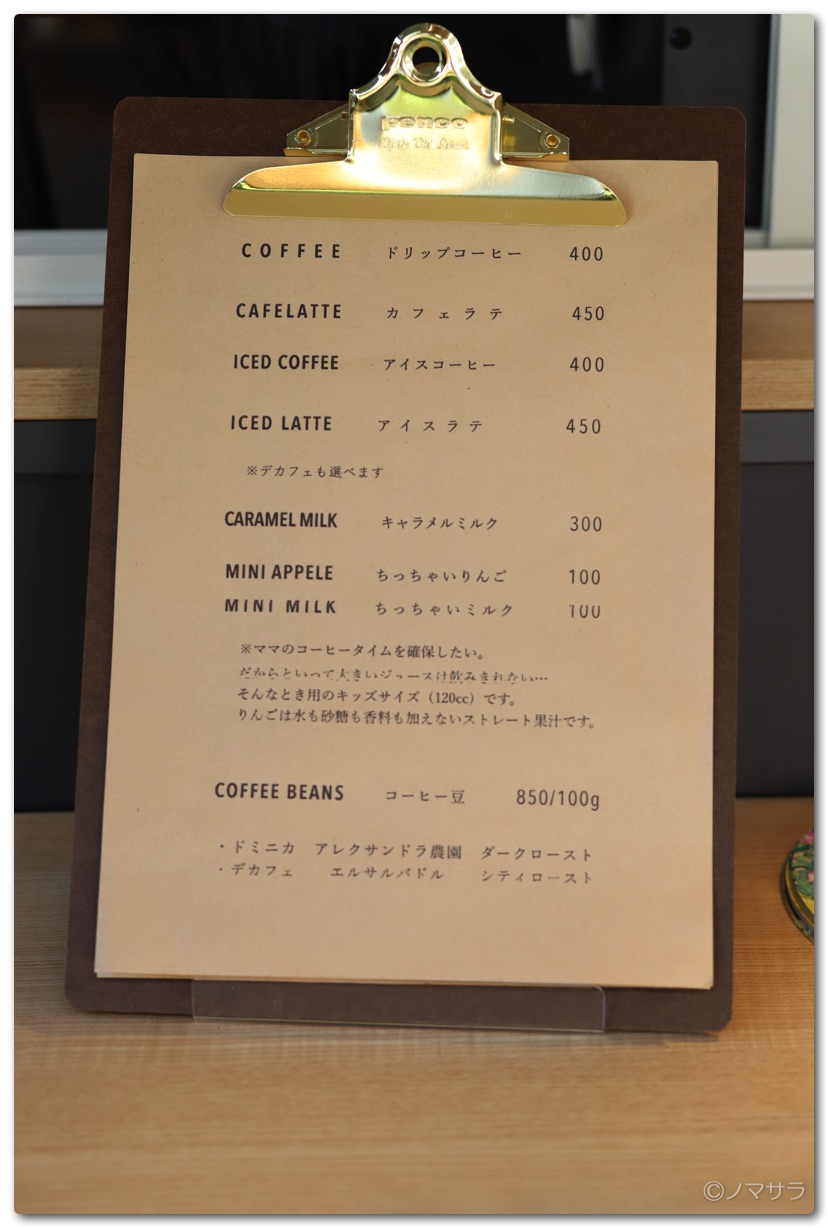 penco
COFFEE ドリップコーヒー 400
CAFELATTE カフェラテ 450
ICED COFFEE アイスコーヒー 400
ICED LATTE アイスラテ 450
※デカフェも選べます
CARAMEL MILK キャラメルミルク 300
MINI APPELE ちっちゃいりんご 100
MINI MILK ちっちゃいミルク 100
※ママのコーヒータイムを確保したい。
だからといって大きいジュースは飲みきれない…
そんなとき用のキッズサイズ（120cc）です。
りんごは水も砂糖も香料も加えないストレート果汁です。
COFFEE BEANS コーヒー豆 850/100g
・ドミニカ アレクサンドラ農園 ダークロースト
・デカフェ エルサルバドル シティロースト
©ノマサラ